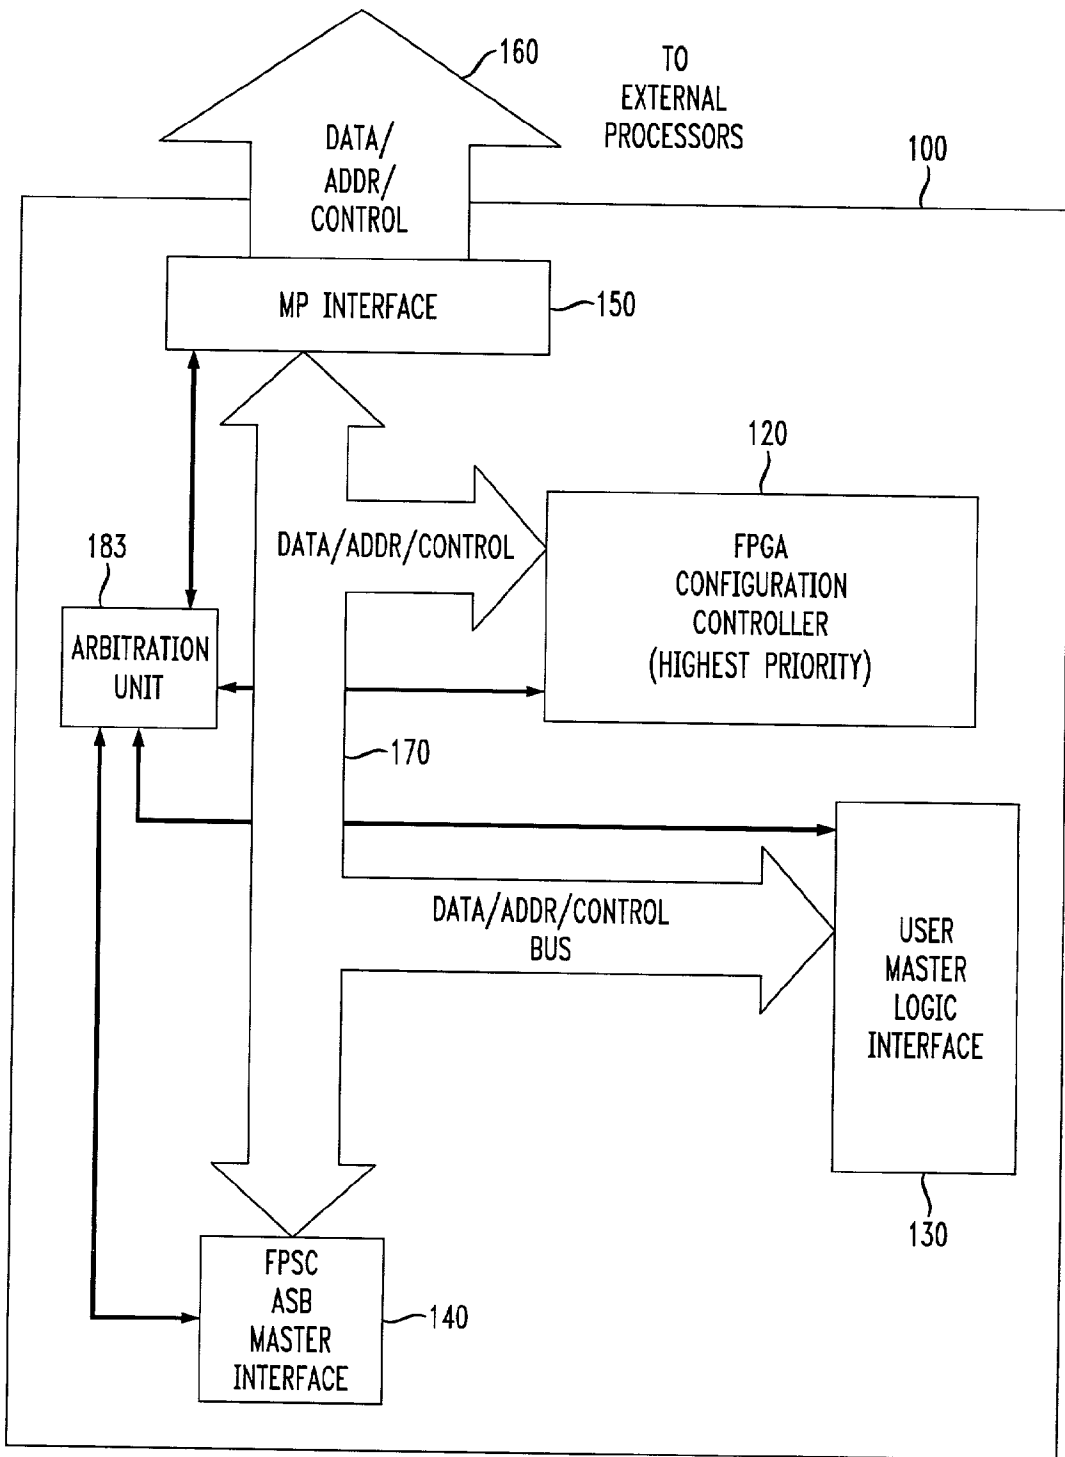 160
TO
EXTERNAL
PROCESSORS
DATA/
ADDR/
CONTROL
100
MP INTERFACE
150
120
DATA/ADDR/CONTROL
FPGA
CONFIGURATION
CONTROLLER
(HIGHEST PRIORITY)
183
ARBITRATION
UNIT
170
DATA/ADDR/CONTROL
BUS
USER
MASTER
LOGIC
INTERFACE
130
FPSC
ASB
MASTER
INTERFACE
140